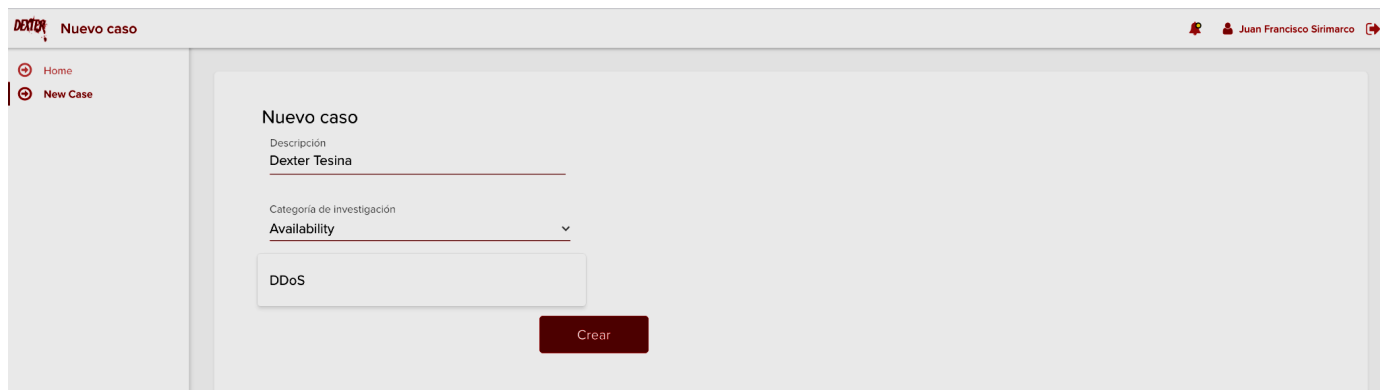 DEXTER Nuevo caso Juan Francisco Sirimarco
Home
New Case
Nuevo caso
Descripción
Dexter Tesina
Categoría de investigación
Availability
DDoS
Crear